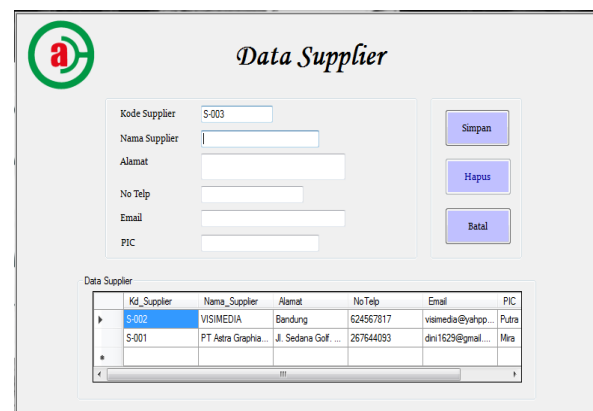 a
Data Supplier
Kode Supplier S-003
Simpan
Nama Supplier
Alamat
Hapus
No Telp
Email
Batal
PIC
Data Supplier
Kd_Supplier Nama_Supplier Alamat NoTelp Email PIC
S-002 VISIMEDIA Bandung 624567817 visimedia@yahpp... Putra
S-001 PT Astra Graphia... Jl. Sedana Golf. ... 267644093 dini1629@gmail.... Mira